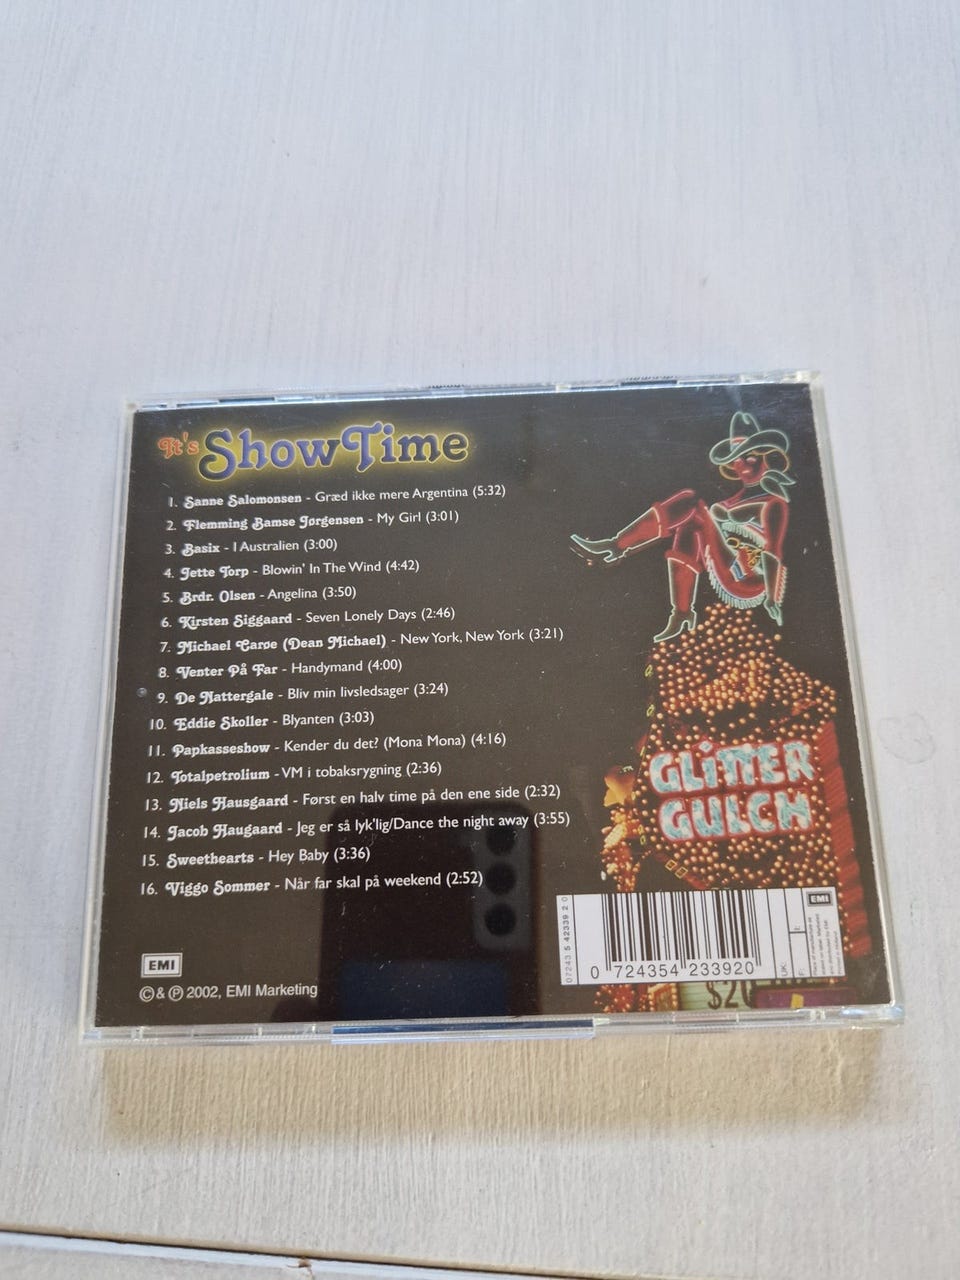 It's ShowTime
1. Sanne Salomonsen - Græd ikke mere Argentina (5:32)
2. Flemming Bamse Jørgensen - My Girl (3:01)
3. Basix - I Australien (3:00)
4. Jette Torp - Blowin' In The Wind (4:42)
5. Brdr. Olsen - Angelina (3:50)
6. Kirsten Siggaard - Seven Lonely Days (2:46)
7. Michael Carøe (Dean Michael) - New York, New York (3:21)
8. Venter På Far - Handymand (4:00)
9. De Nattergale - Bliv min livsledsager (3:24)
10. Eddie Skoller - Blyanten (3:03)
11. Papkasseshow - Kender du det? (Mona Mona) (4:16)
12. Totalpetrolium - VM i tobaksrygning (2:36)
13. Niels Hausgaard - Først en halv time på den ene side (2:32)
14. Jacob Haugaard - Jeg er så lyk'lig/Dance the night away (3:55)
15. Sweethearts - Hey Baby (3:36)
16. Viggo Sommer - Når far skal på weekend (2:52)
GLITTER
GULCH
EMI
© & ℗ 2002, EMI Marketing
07243 5 42339 2 0
0 724354 233920
UK:
F:
EMI
$20